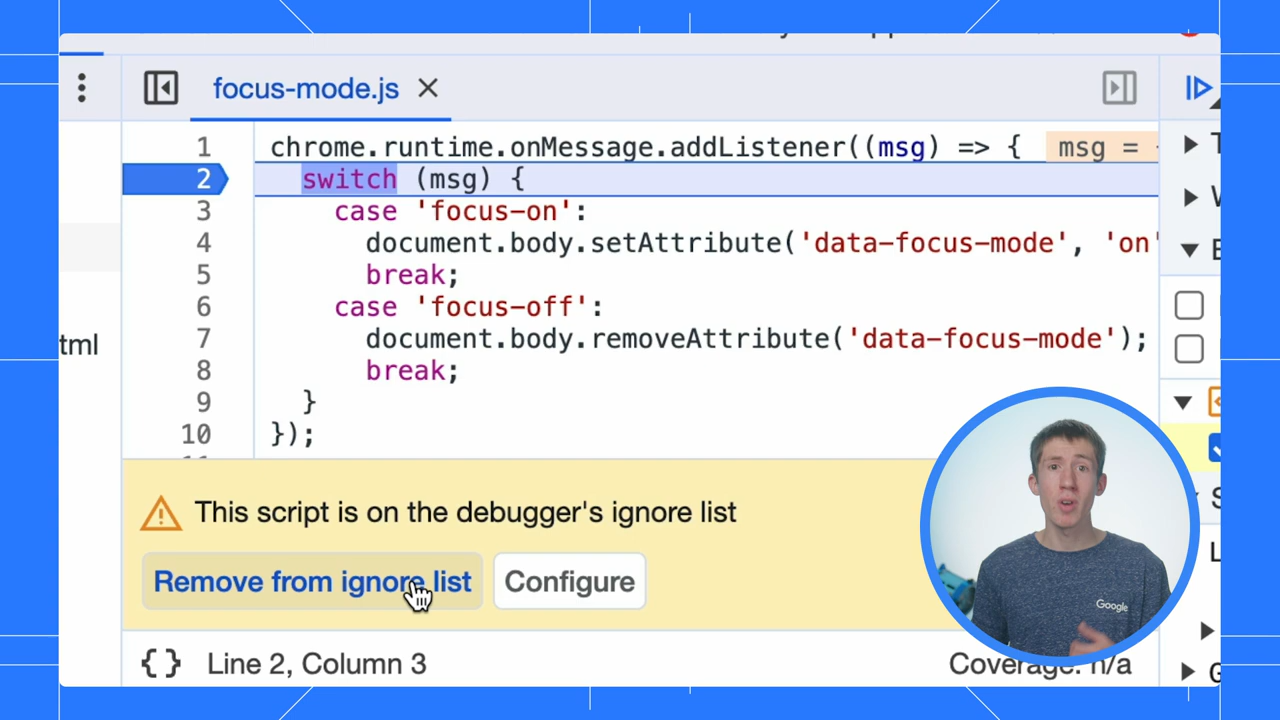 focus-mode.js
1 chrome.runtime.onMessage.addListener((msg) => { msg =
2 switch (msg) {
3 case 'focus-on':
4 document.body.setAttribute('data-focus-mode', 'on'
5 break;
6 case 'focus-off':
7 document.body.removeAttribute('data-focus-mode');
8 break;
9 }
10 });
tml
This script is on the debugger's ignore list
Remove from ignore list Configure
Google
{} Line 2, Column 3 Coverage: n/a